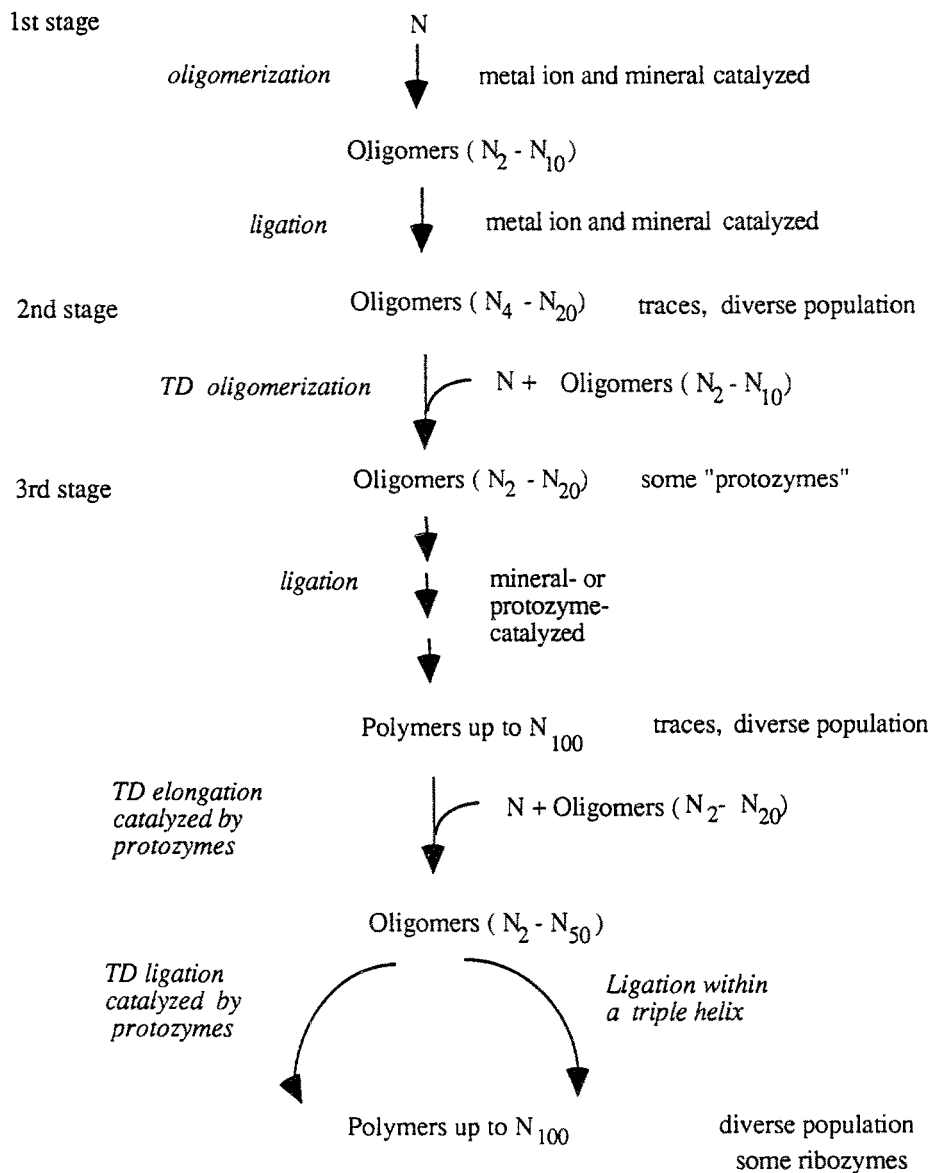 1st stage
N
oligomerization
metal ion and mineral catalyzed
Oligomers ( N2 - N10 )
ligation
metal ion and mineral catalyzed
2nd stage
Oligomers ( N4 - N20 )
traces, diverse population
TD oligomerization
N + Oligomers ( N2 - N10 )
3rd stage
Oligomers ( N2 - N20 )
some "protozymes"
ligation
mineral- or
protozyme-
catalyzed
Polymers up to N100
traces, diverse population
TD elongation
catalyzed by
protozymes
N + Oligomers ( N2 - N20 )
Oligomers ( N2 - N50 )
TD ligation
catalyzed by
protozymes
Ligation within
a triple helix
Polymers up to N100
diverse population
some ribozymes